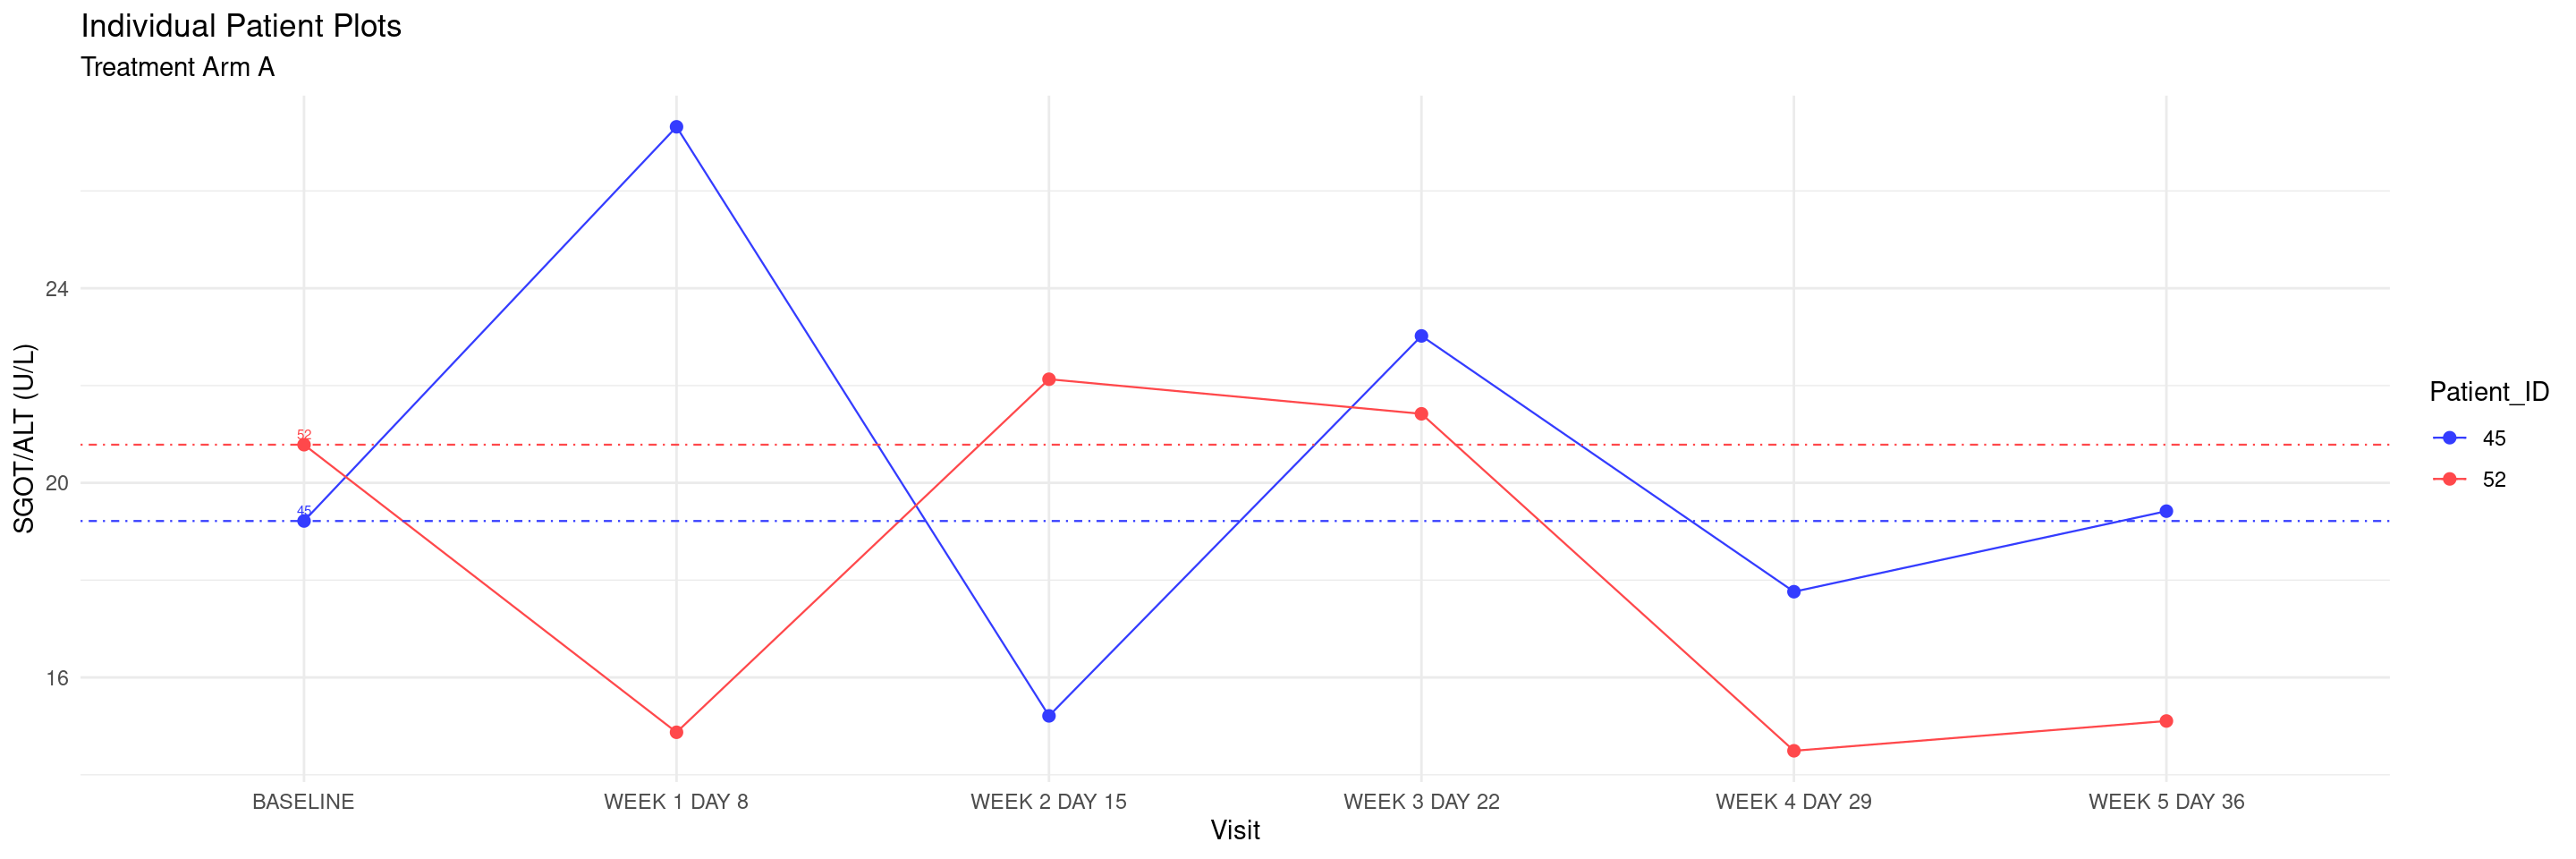 Individual Patient Plots
Treatment Arm A
SGOT/ALT (U/L)
24
20
16
52
45
BASELINE
WEEK 1 DAY 8
WEEK 2 DAY 15
WEEK 3 DAY 22
WEEK 4 DAY 29
WEEK 5 DAY 36
Visit
Patient_ID
45
52